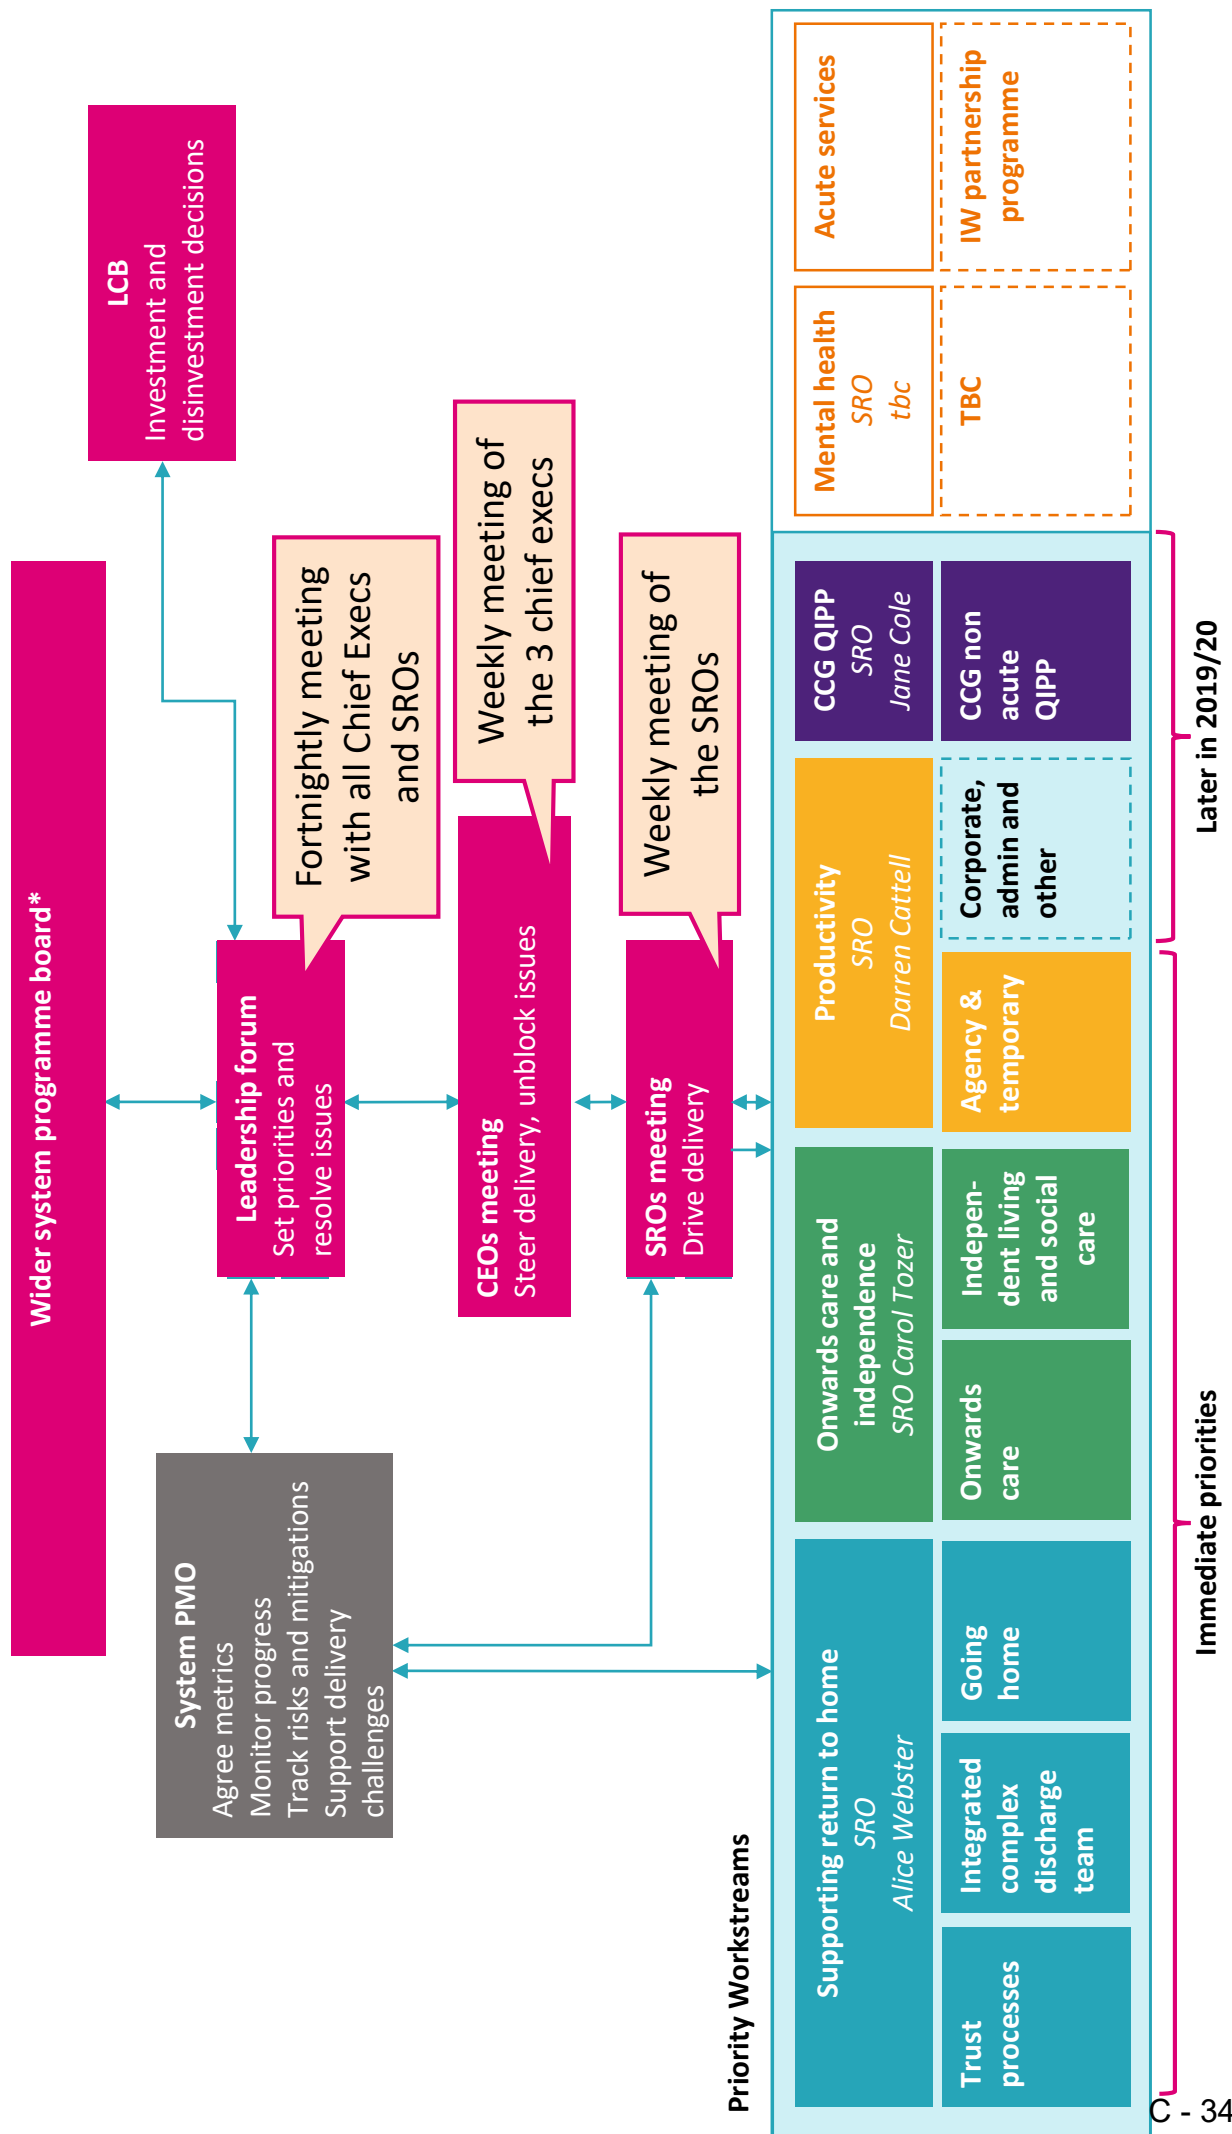 Wider system programme board*
LCB
Investment and
disinvestment decisions
System PMO
Agree metrics
Monitor progress
Track risks and mitigations
Support delivery
challenges
Leadership forum
Set priorities and
resolve issues
Fortnightly meeting
with all Chief Execs
and SROs
CEOs meeting
Steer delivery, unblock issues
Weekly meeting of
the 3 chief execs
SROs meeting
Drive delivery
Weekly meeting of
the SROs
Priority Workstreams
Supporting return to home
SRO
Alice Webster
Onwards care and
independence
SRO Carol Tozer
Productivity
SRO
Darren Cattell
CCG QIPP
SRO
Jane Cole
Mental health
SRO
tbc
Acute services
Trust
processes
Integrated
complex
discharge
team
Going
home
Onwards
care
Indepen-
dent living
and social
care
Agency &
temporary
Corporate,
admin and
other
CCG non
acute
QIPP
TBC
IW partnership
programme
Immediate priorities
Later in 2019/20
C - 34